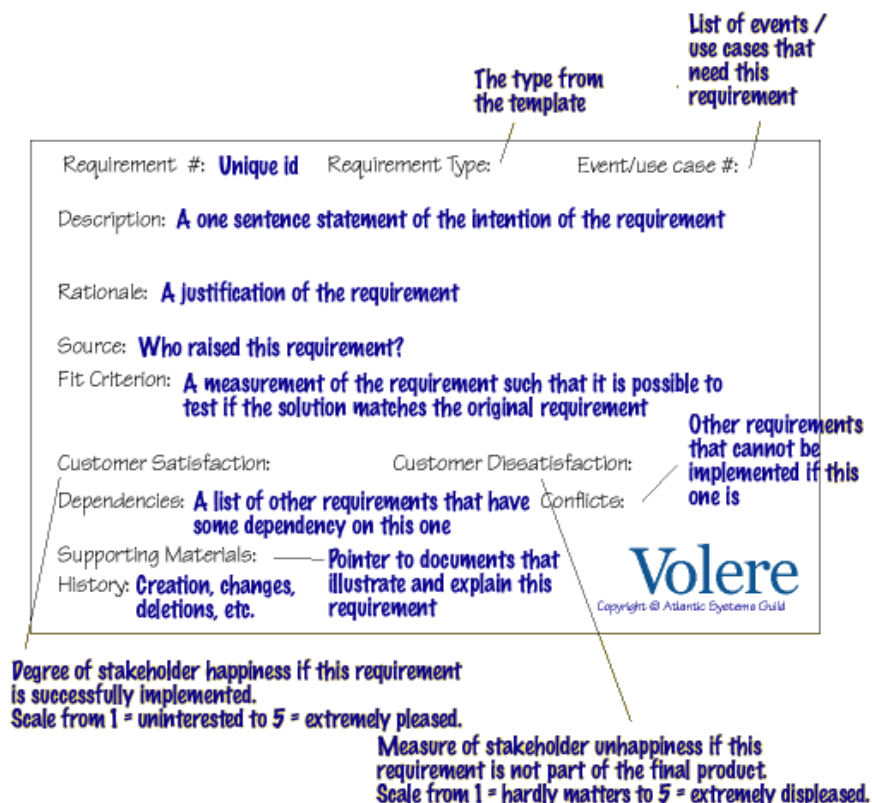 List of events /
use cases that
need this
requirement
The type from
the template
Requirement #: Unique id Requirement Type: Event/use case #:
Description: A one sentence statement of the intention of the requirement
Rationale: A justification of the requirement
Source: Who raised this requirement?
Fit Criterion: A measurement of the requirement such that it is possible to
test if the solution matches the original requirement
Other requirements
that cannot be
implemented if this
one is
Customer Satisfaction: Customer Dissatisfaction:
Dependencies: A list of other requirements that have Conflicts:
some dependency on this one
Supporting Materials: Pointer to documents that
illustrate and explain this
requirement
History: Creation, changes,
deletions, etc.
Volere
Copyright © Atlantic Systems Guild
Degree of stakeholder happiness if this requirement
is successfully implemented.
Scale from 1 = uninterested to 5 = extremely pleased.
Measure of stakeholder unhappiness if this
requirement is not part of the final product.
Scale from 1 = hardly matters to 5 = extremely displeased.